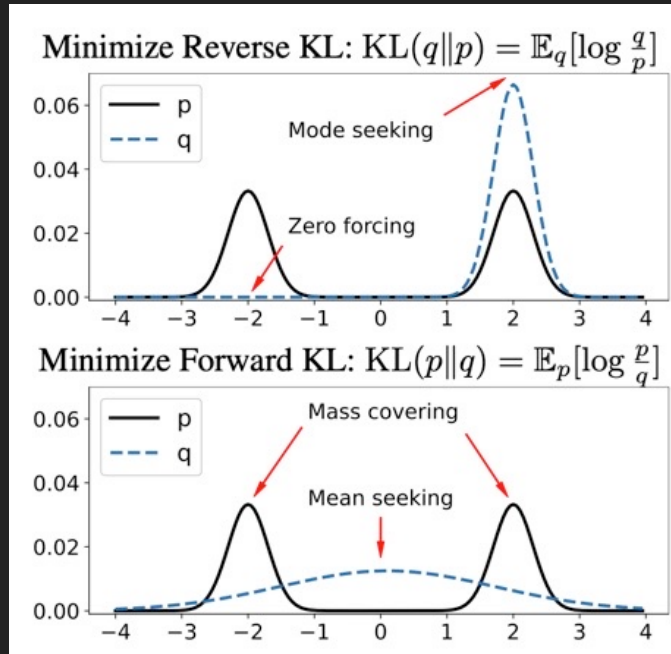 Minimize Reverse KL: KL(q‖p) = 𝔼_q[log q/p]
p
q
Mode seeking
Zero forcing
0.06
0.04
0.02
0.00
−4 −3 −2 −1 0 1 2 3 4
Minimize Forward KL: KL(p‖q) = 𝔼_p[log p/q]
p
q
Mass covering
Mean seeking
0.06
0.04
0.02
0.00
−4 −3 −2 −1 0 1 2 3 4